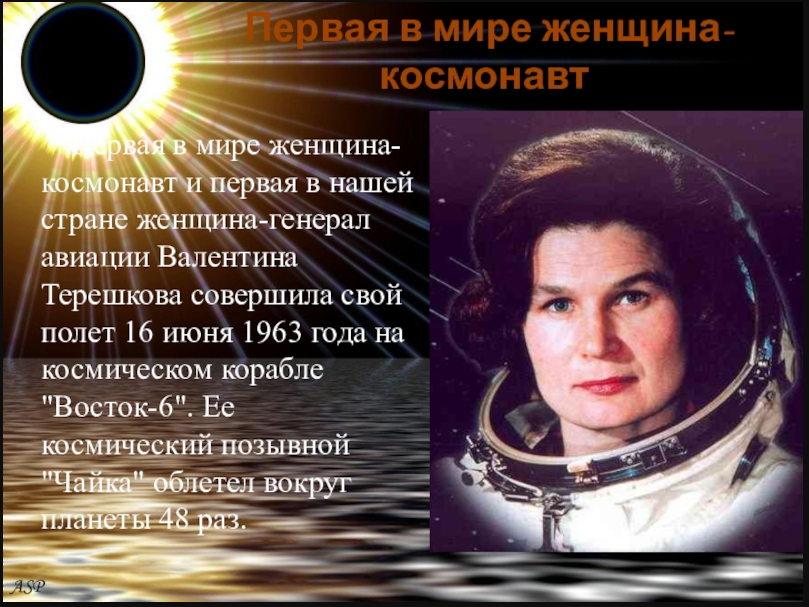 Первая в мире женщина-
космонавт
Первая в мире женщина-
космонавт и первая в нашей
стране женщина-генерал
авиации Валентина
Терешкова совершила свой
полет 16 июня 1963 года на
космическом корабле
"Восток-6". Ее
космический позывной
"Чайка" облетел вокруг
планеты 48 раз.
ASP